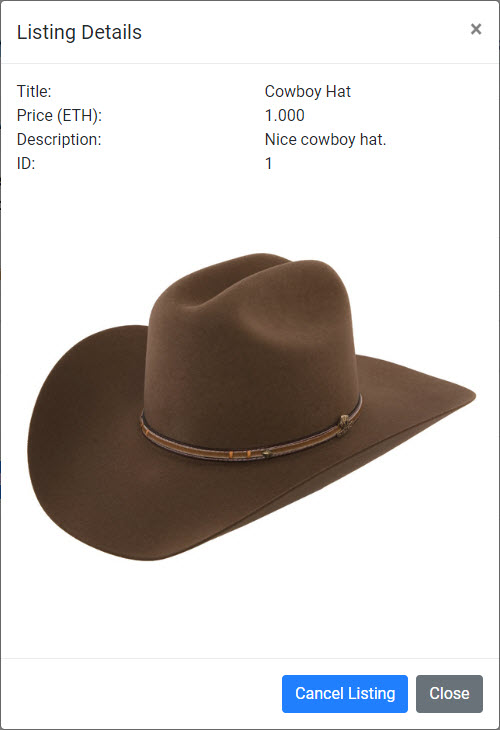 Listing Details ×
Title: Cowboy Hat
Price (ETH): 1.000
Description: Nice cowboy hat.
ID: 1
Cancel Listing Close